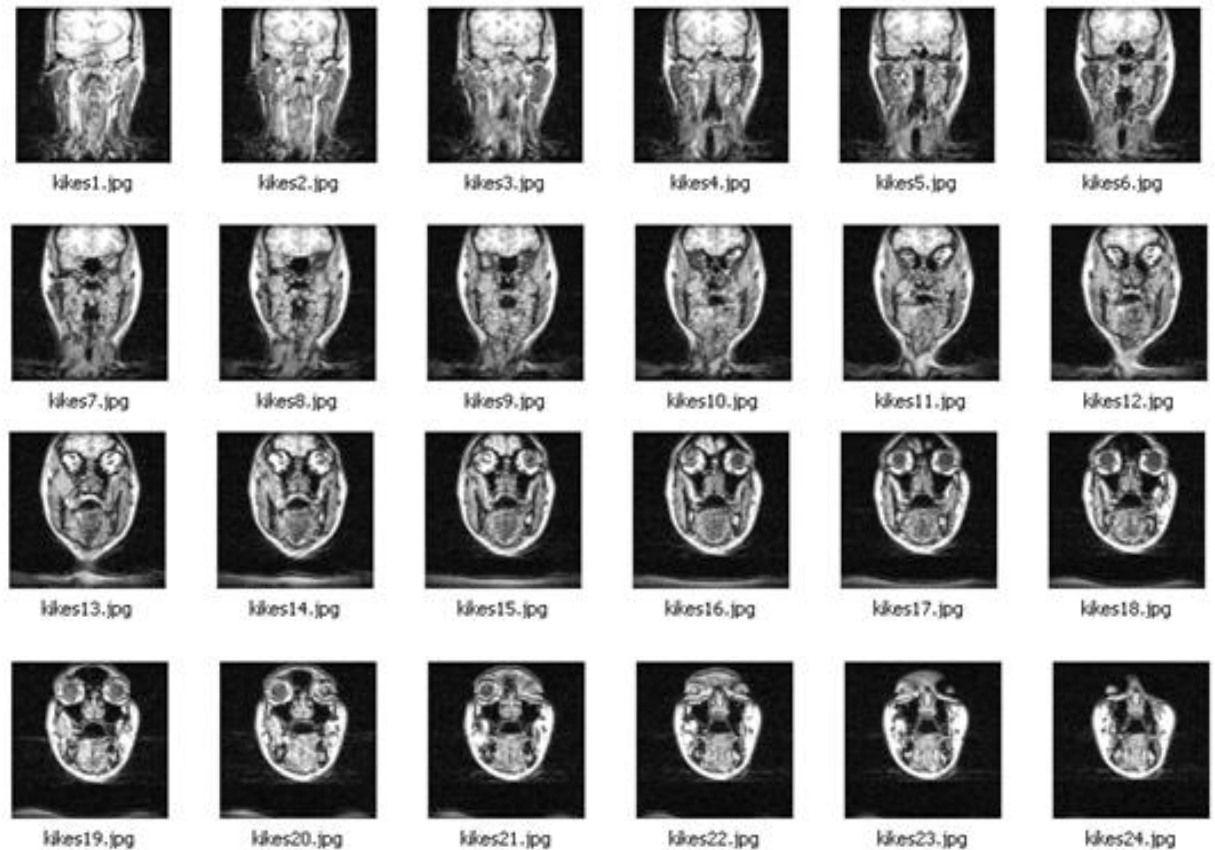 kikes1.jpg kikes2.jpg kikes3.jpg kikes4.jpg kikes5.jpg kikes6.jpg
kikes7.jpg kikes8.jpg kikes9.jpg kikes10.jpg kikes11.jpg kikes12.jpg
kikes13.jpg kikes14.jpg kikes15.jpg kikes16.jpg kikes17.jpg kikes18.jpg
kikes19.jpg kikes20.jpg kikes21.jpg kikes22.jpg kikes23.jpg kikes24.jpg